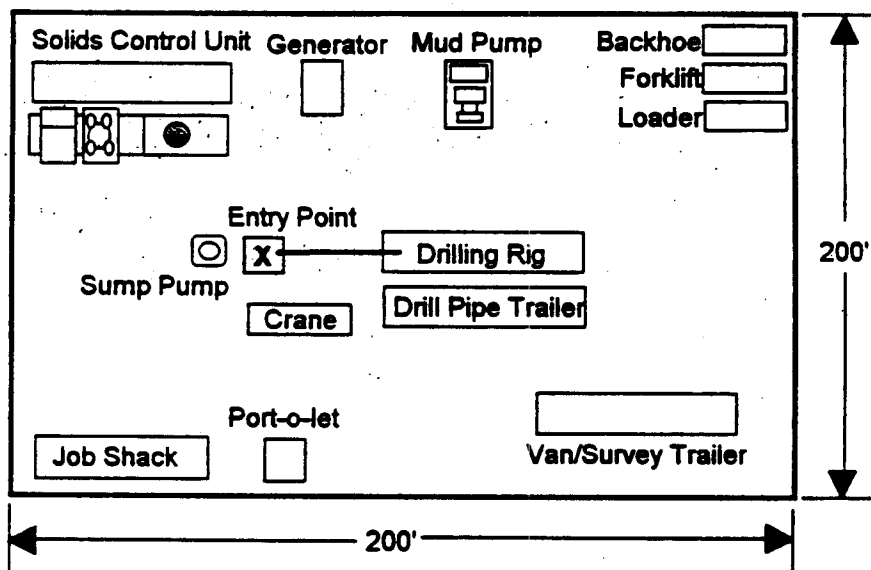 Solids Control Unit
Generator
Mud Pump
Backhoe
Forklift
Loader
Entry Point
X
Drilling Rig
200'
Sump Pump
Crane
Drill Pipe Trailer
Port-o-let
Job Shack
Van/Survey Trailer
200'